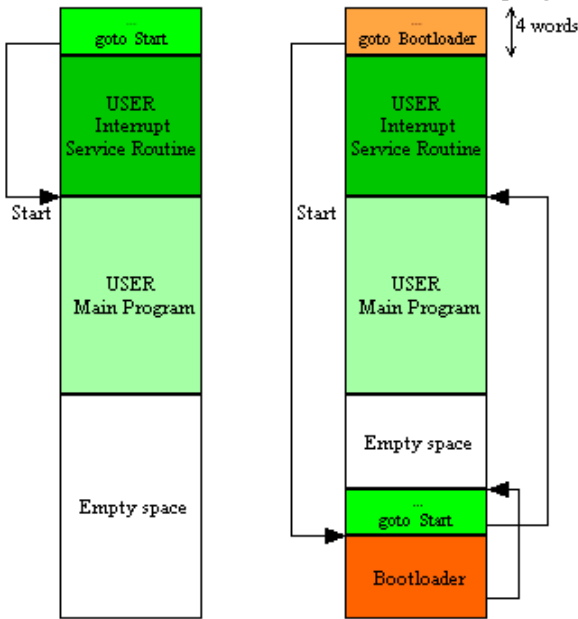 ...
goto Start
USER
Interrupt
Service Routine
Start
USER
Main Program
Empty space
...
goto Bootloader
4 words
USER
Interrupt
Service Routine
Start
USER
Main Program
Empty space
...
goto Start
Bootloader